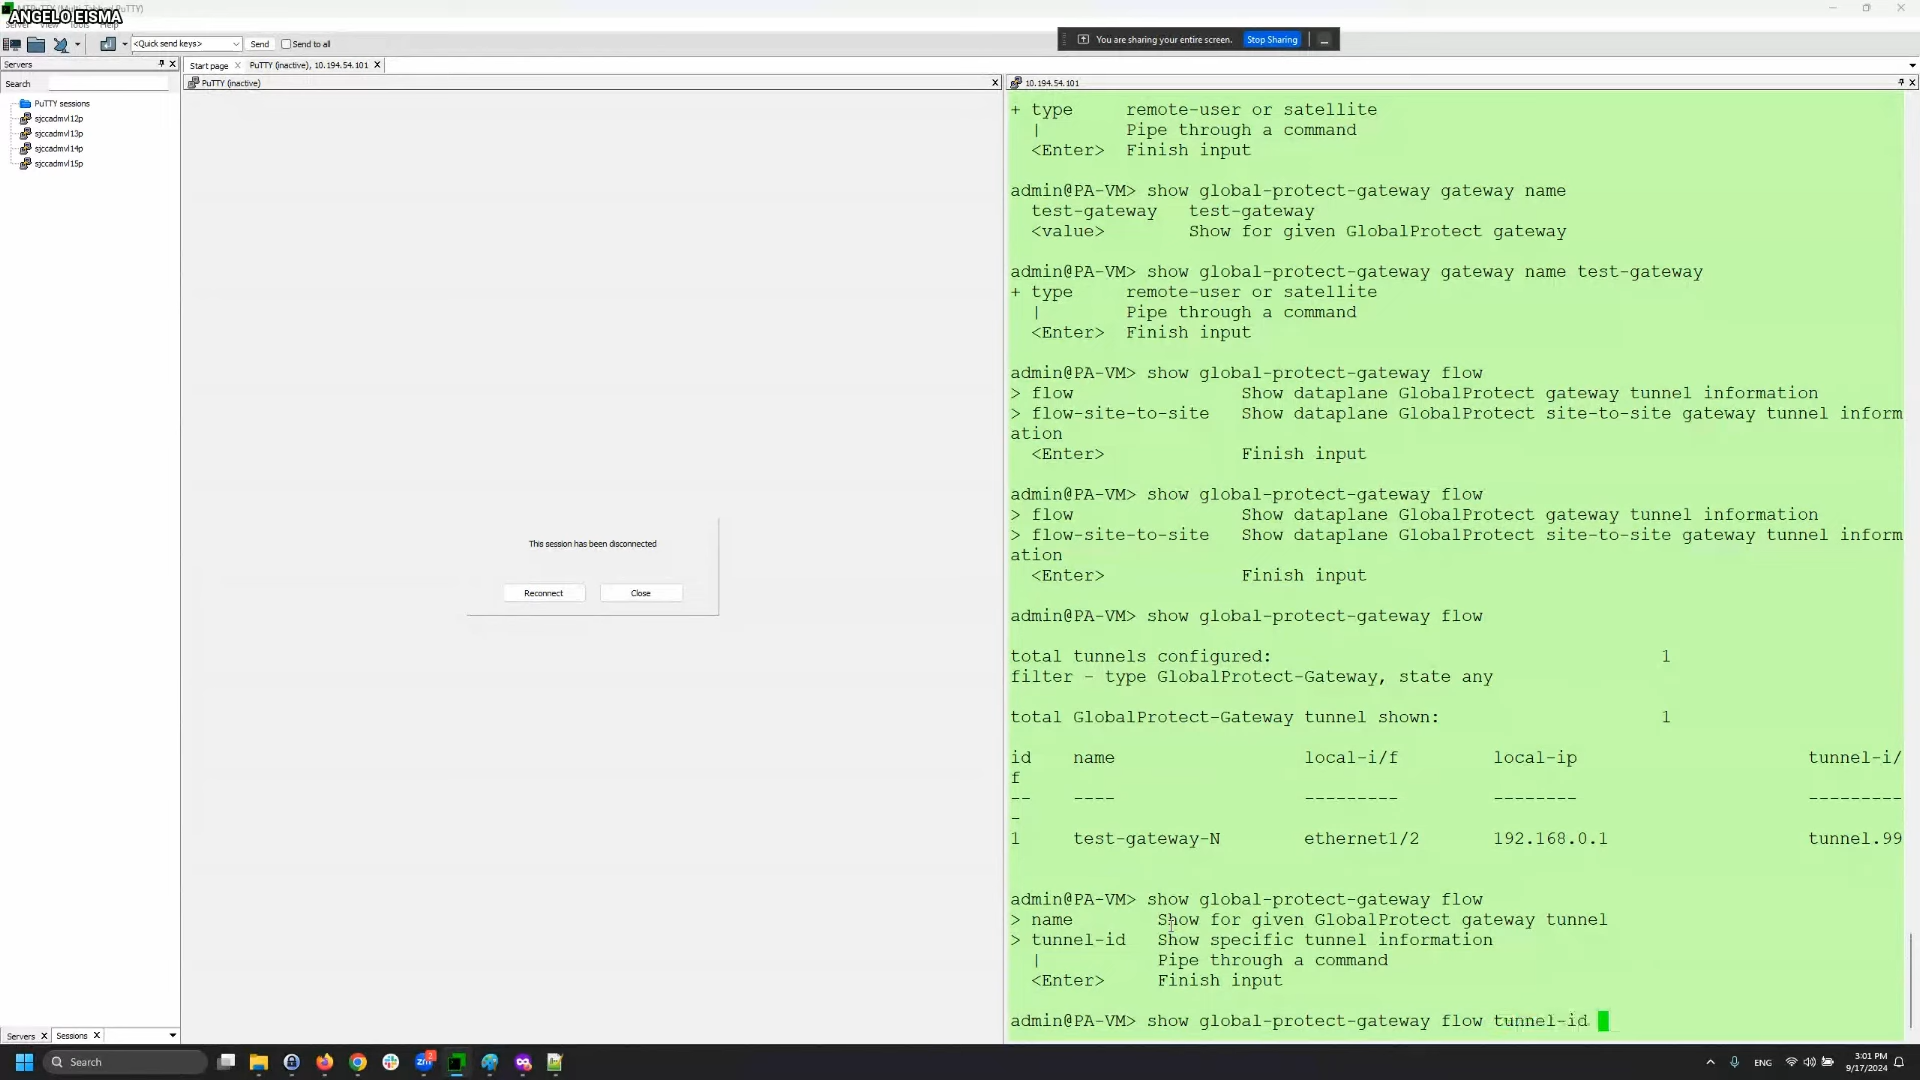 ANGELO EISMA
<Quick send keys>
Send
Send to all
You are sharing your entire screen.
Stop Sharing
Servers
Start page
PuTTY (inactive), 10.194.54.101
Search
PuTTY (inactive)
10.194.54.101
PuTTY sessions
sjccadmvl12p
sjccadmvl13p
sjccadmvl14p
sjccadmvl15p
This session has been disconnected
Reconnect
Close
+ type remote-user or satellite
| Pipe through a command
<Enter> Finish input
admin@PA-VM> show global-protect-gateway gateway name
test-gateway test-gateway
<value> Show for given GlobalProtect gateway
admin@PA-VM> show global-protect-gateway gateway name test-gateway
+ type remote-user or satellite
| Pipe through a command
<Enter> Finish input
admin@PA-VM> show global-protect-gateway flow
> flow Show dataplane GlobalProtect gateway tunnel information
> flow-site-to-site Show dataplane GlobalProtect site-to-site gateway tunnel inform
ation
<Enter> Finish input
admin@PA-VM> show global-protect-gateway flow
> flow Show dataplane GlobalProtect gateway tunnel information
> flow-site-to-site Show dataplane GlobalProtect site-to-site gateway tunnel inform
ation
<Enter> Finish input
admin@PA-VM> show global-protect-gateway flow
total tunnels configured: 1
filter - type GlobalProtect-Gateway, state any
total GlobalProtect-Gateway tunnel shown: 1
id name local-i/f local-ip tunnel-i/
f
-- ---- --------- -------- ---------
-
1 test-gateway-N ethernet1/2 192.168.0.1 tunnel.99
admin@PA-VM> show global-protect-gateway flow
> name Show for given GlobalProtect gateway tunnel
> tunnel-id Show specific tunnel information
| Pipe through a command
<Enter> Finish input
admin@PA-VM> show global-protect-gateway flow tunnel-id
Servers
Sessions
Search
ENG
3:01 PM
9/17/2024